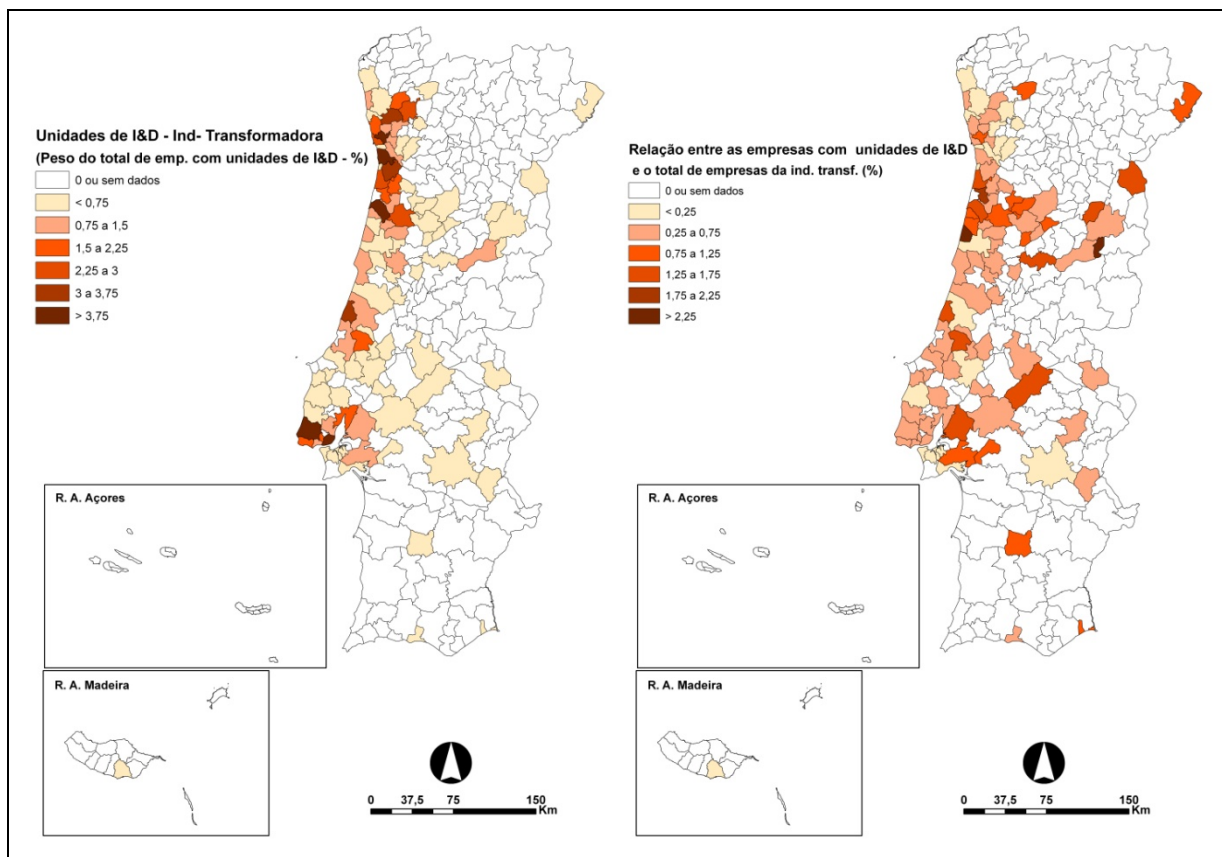 Unidades de I&D - Ind- Transformadora
(Peso do total de emp. com unidades de I&D - %)
0 ou sem dados
< 0,75
0,75 a 1,5
1,5 a 2,25
2,25 a 3
3 a 3,75
> 3,75
R. A. Açores
R. A. Madeira
0 37,5 75 150
Km
Relação entre as empresas com unidades de I&D
e o total de empresas da ind. transf. (%)
0 ou sem dados
< 0,25
0,25 a 0,75
0,75 a 1,25
1,25 a 1,75
1,75 a 2,25
> 2,25
R. A. Açores
R. A. Madeira
0 37,5 75 150
Km